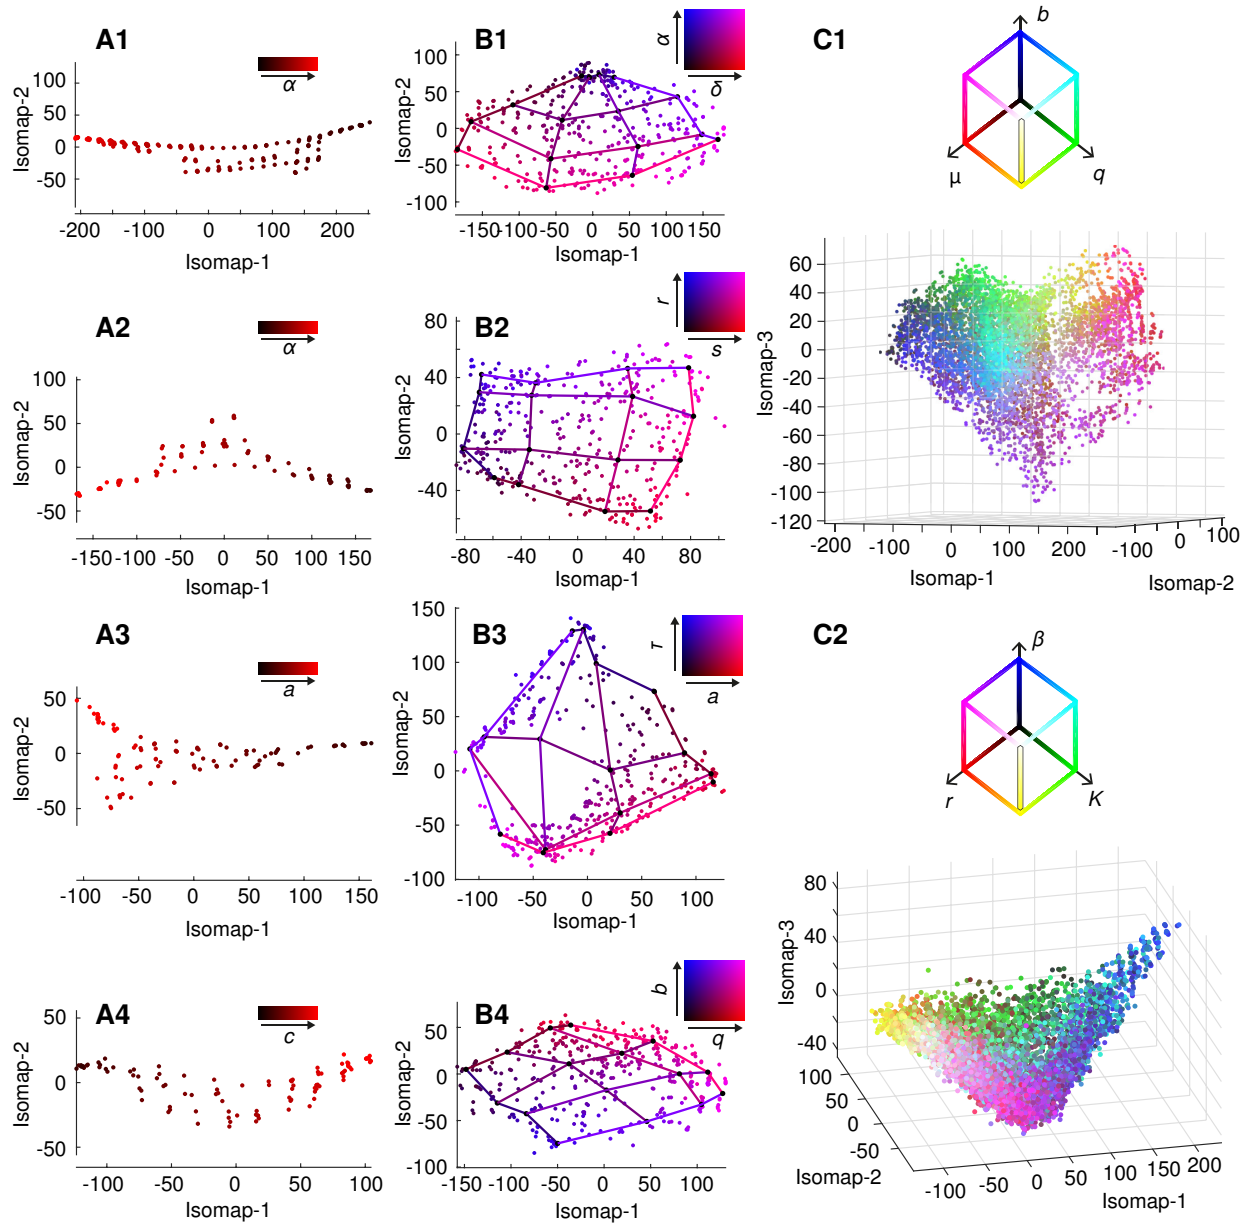 A1
α
100
50
0
-50
Isomap-2
-200 -100 0 100 200
Isomap-1
B1
α
δ
100
50
0
-50
-100
Isomap-2
-150 -100 -50 0 50 100 150
Isomap-1
C1
b
μ
q
60
40
20
0
-20
-40
-60
-80
-100
-120
Isomap-3
-200 -100 0 100 200
-100 0 100
Isomap-1
Isomap-2
A2
α
100
50
0
-50
Isomap-2
-150 -100 -50 0 50 100 150
Isomap-1
B2
r
s
80
40
0
-40
Isomap-2
-80 -40 0 40 80
Isomap-1
A3
a
50
0
-50
Isomap-2
-100 -50 0 50 100 150
Isomap-1
B3
τ
a
150
100
50
0
-50
-100
Isomap-2
-100 -50 0 50 100
Isomap-1
C2
β
r
K
80
40
0
-40
Isomap-3
100
50
0
-50
Isomap-2
-100 -50 0 50 100 150 200
Isomap-1
A4
c
50
0
-50
Isomap-2
-100 -50 0 50 100
Isomap-1
B4
b
q
50
0
-50
-100
Isomap-2
-150 -100 -50 0 50 100
Isomap-1